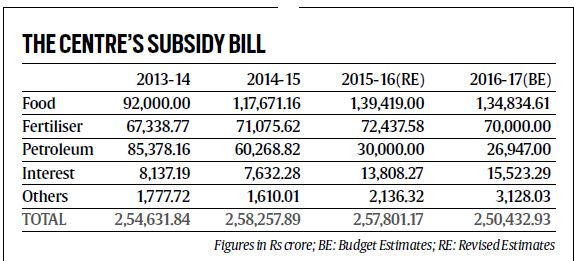 THE CENTRE'S SUBSIDY BILL
2013-14 2014-15 2015-16(RE) 2016-17(BE)
Food 92,000.00 1,17,671.16 1,39,419.00 1,34,834.61
Fertiliser 67,338.77 71,075.62 72,437.58 70,000.00
Petroleum 85,378.16 60,268.82 30,000.00 26,947.00
Interest 8,137.19 7,632.28 13,808.27 15,523.29
Others 1,777.72 1,610.01 2,136.32 3,128.03
TOTAL 2,54,631.84 2,58,257.89 2,57,801.17 2,50,432.93
Figures in Rs crore; BE: Budget Estimates; RE: Revised Estimates